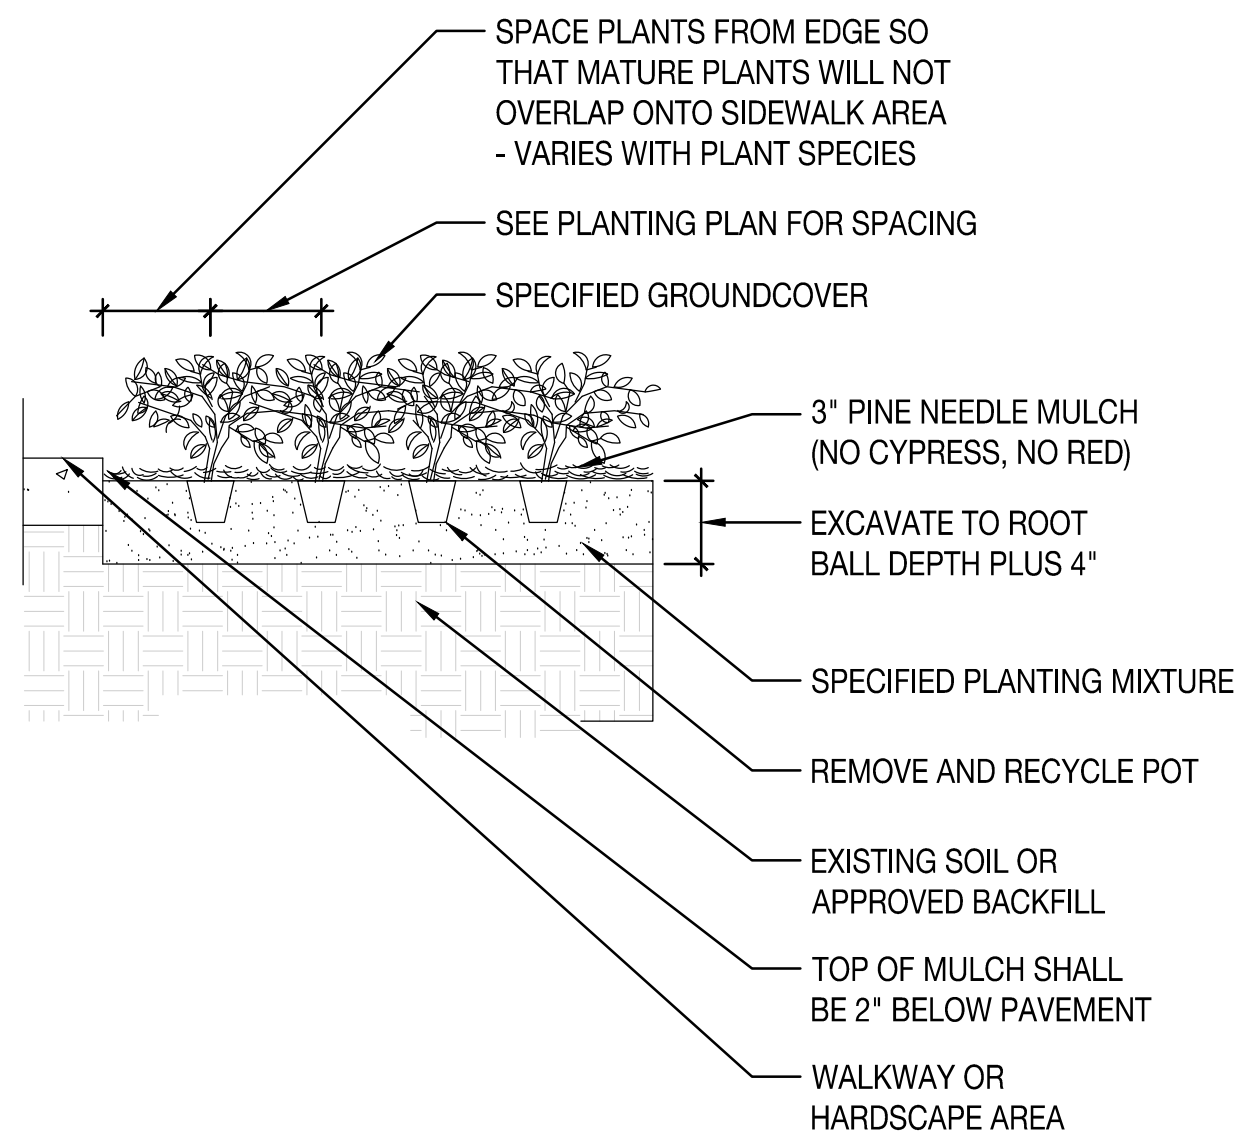 SPACE PLANTS FROM EDGE SO
THAT MATURE PLANTS WILL NOT
OVERLAP ONTO SIDEWALK AREA
- VARIES WITH PLANT SPECIES
SEE PLANTING PLAN FOR SPACING
SPECIFIED GROUNDCOVER
3" PINE NEEDLE MULCH
(NO CYPRESS, NO RED)
EXCAVATE TO ROOT
BALL DEPTH PLUS 4"
SPECIFIED PLANTING MIXTURE
REMOVE AND RECYCLE POT
EXISTING SOIL OR
APPROVED BACKFILL
TOP OF MULCH SHALL
BE 2" BELOW PAVEMENT
WALKWAY OR
HARDSCAPE AREA